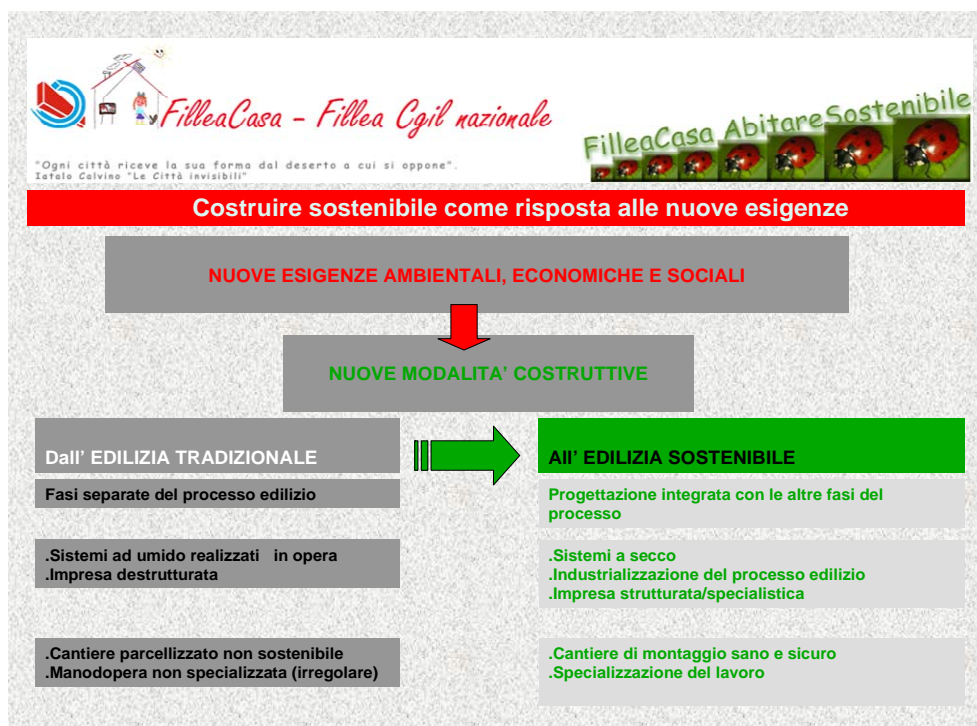 FilleaCasa - Fillea Cgil nazionale
FilleaCasa AbitareSostenibile
"Ogni città riceve la sua forma dal deserto a cui si oppone".
Iatalo Calvino "Le Città invisibili"
Costruire sostenibile come risposta alle nuove esigenze
NUOVE ESIGENZE AMBIENTALI, ECONOMICHE E SOCIALI
NUOVE MODALITA' COSTRUTTIVE
Dall' EDILIZIA TRADIZIONALE
All' EDILIZIA SOSTENIBILE
Fasi separate del processo edilizio
Progettazione integrata con le altre fasi del
processo
.Sistemi ad umido realizzati in opera
.Impresa destrutturata
.Sistemi a secco
.Industrializzazione del processo edilizio
.Impresa strutturata/specialistica
.Cantiere parcellizzato non sostenibile
.Manodopera non specializzata (irregolare)
.Cantiere di montaggio sano e sicuro
.Specializzazione del lavoro